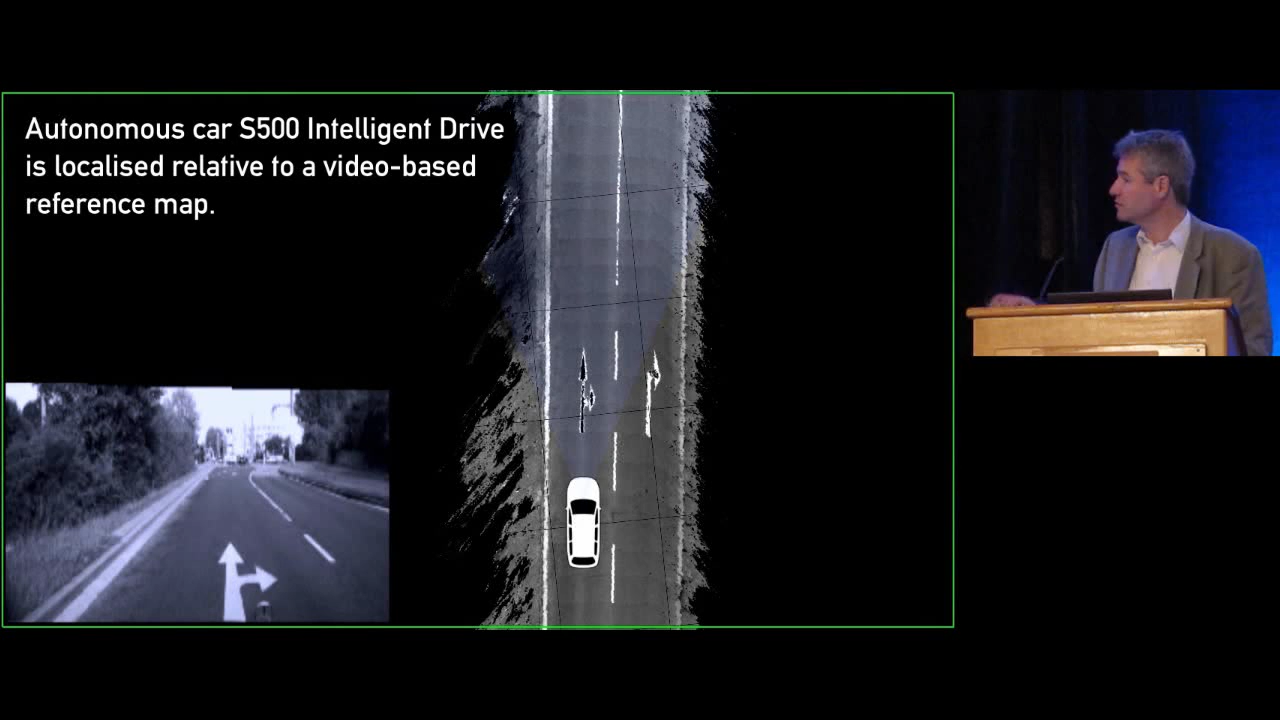 Autonomous car S500 Intelligent Drive
is localised relative to a video-based
reference map.